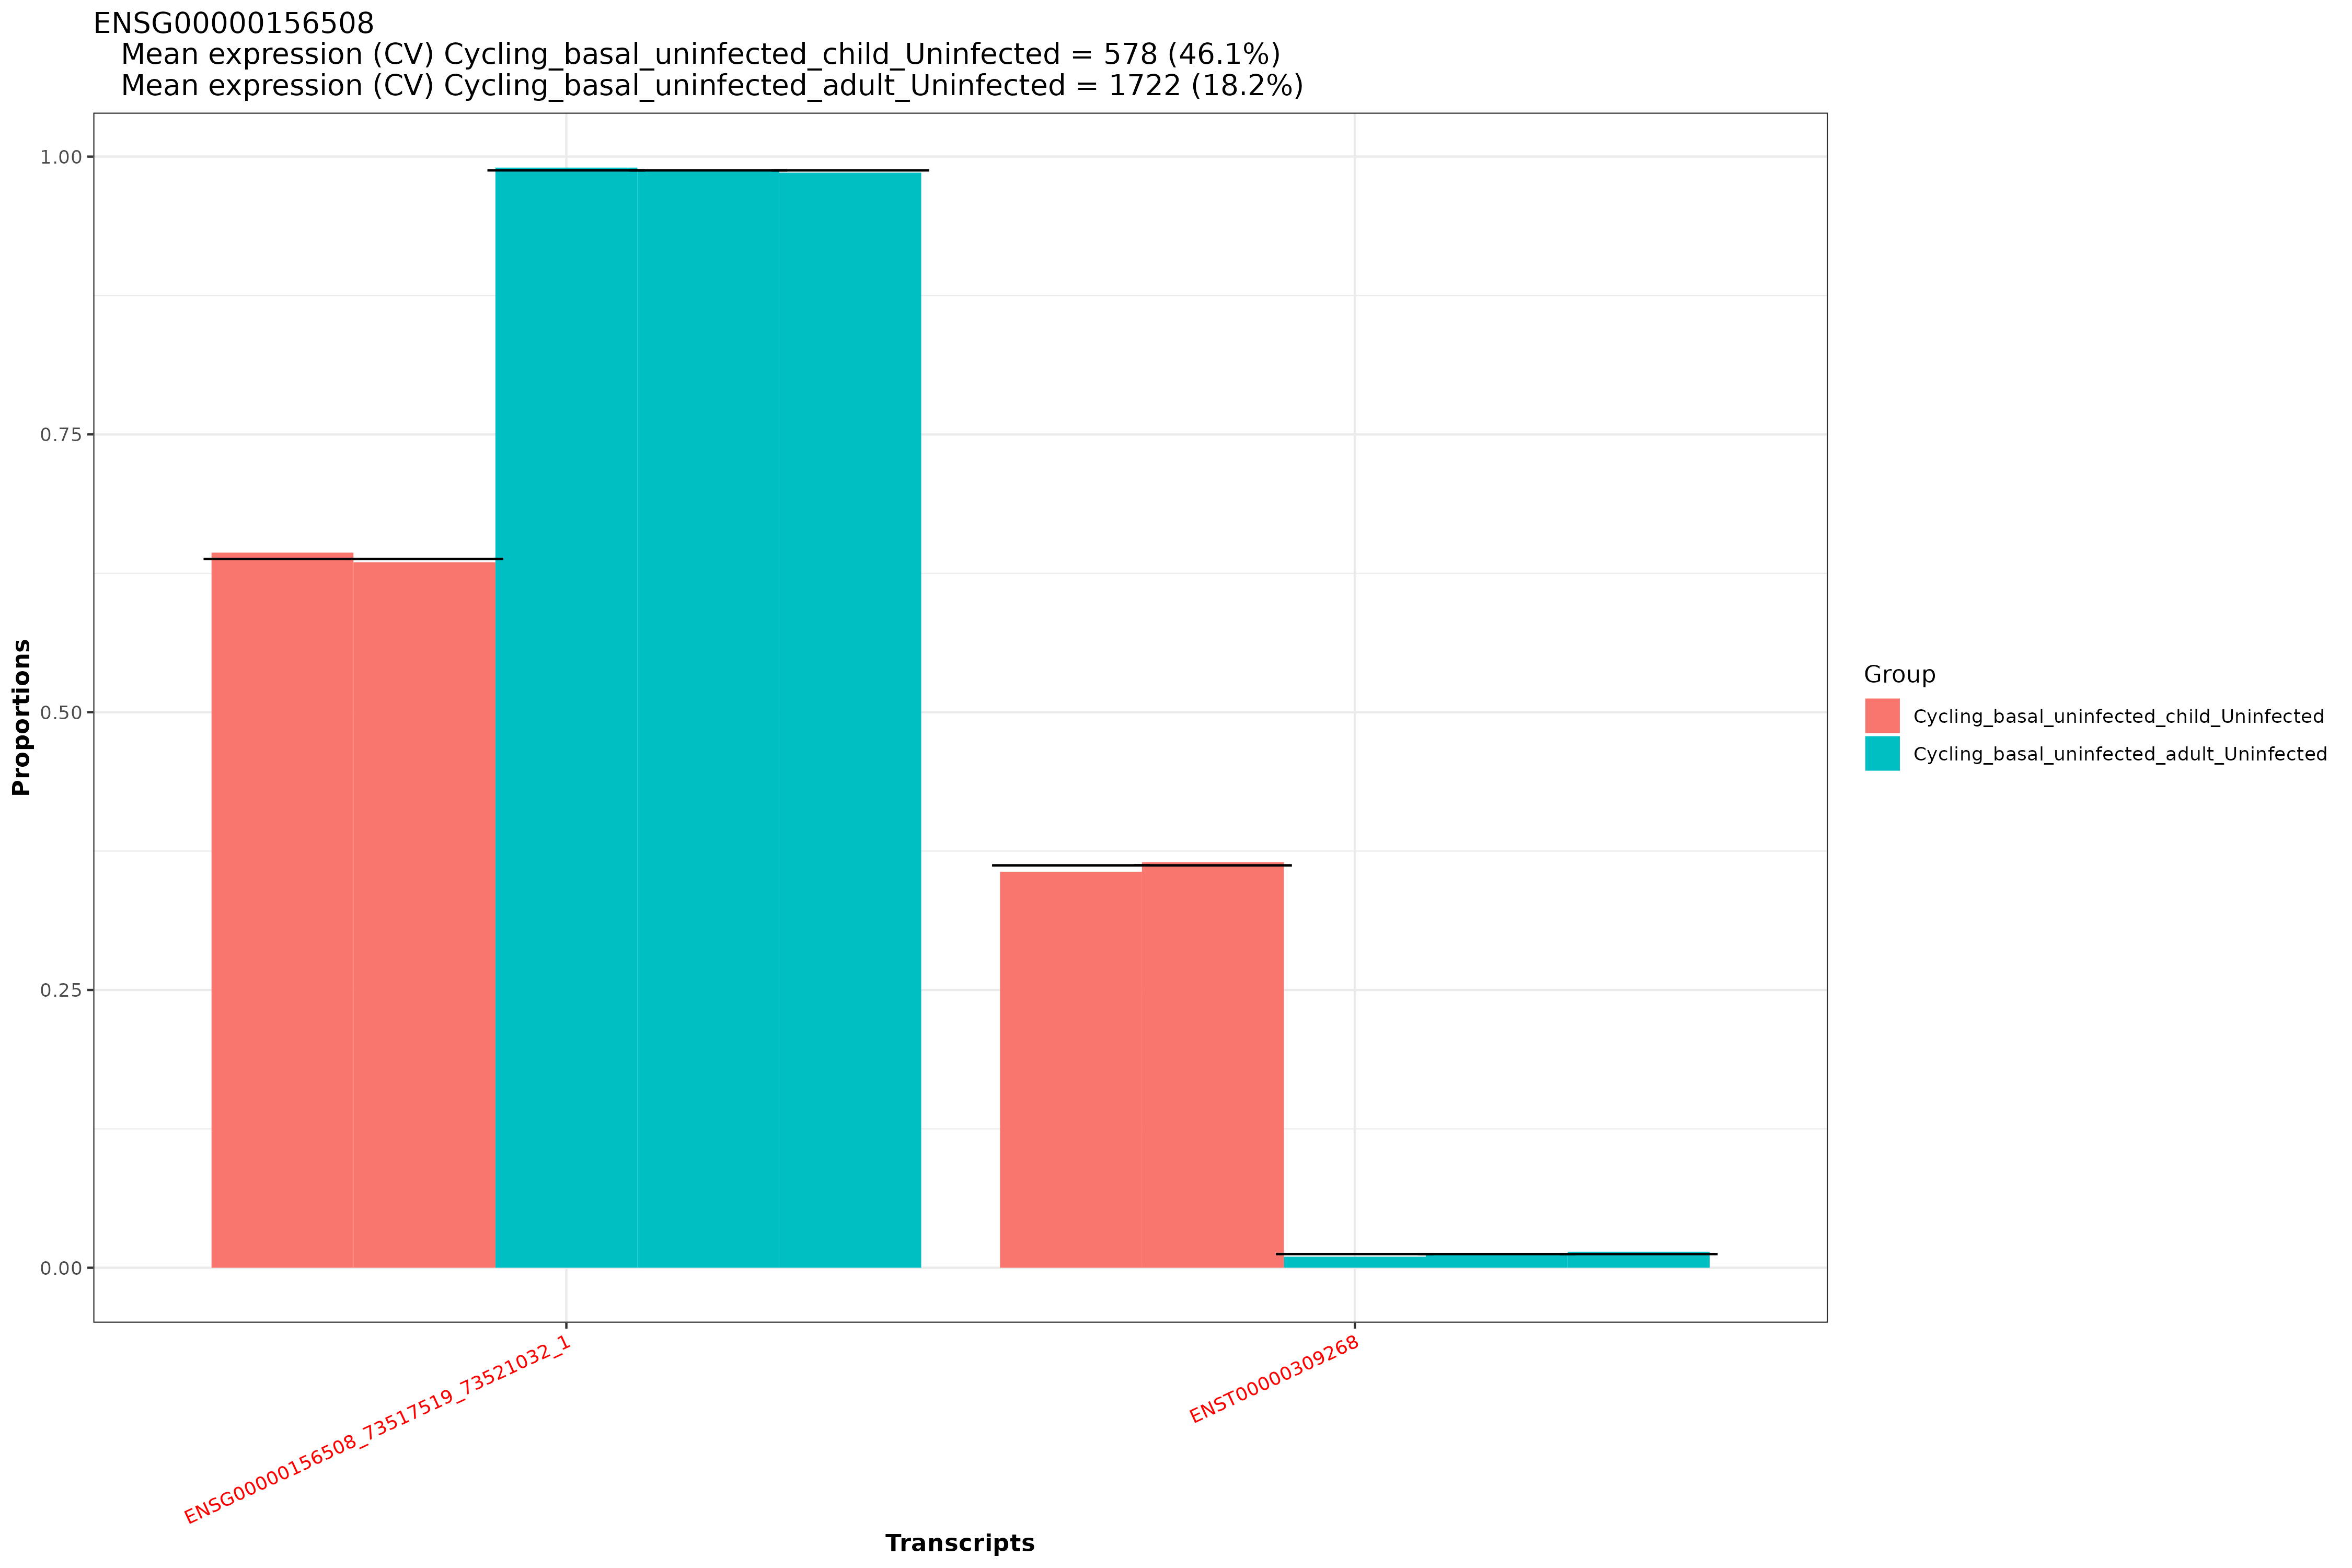 ENSG00000156508
Mean expression (CV) Cycling_basal_uninfected_child_Uninfected = 578 (46.1%)
Mean expression (CV) Cycling_basal_uninfected_adult_Uninfected = 1722 (18.2%)
1.00
0.75
0.50
0.25
0.00
Proportions
ENSG00000156508_73517519_73521032_1
ENST00000309268
Transcripts
Group
Cycling_basal_uninfected_child_Uninfected
Cycling_basal_uninfected_adult_Uninfected